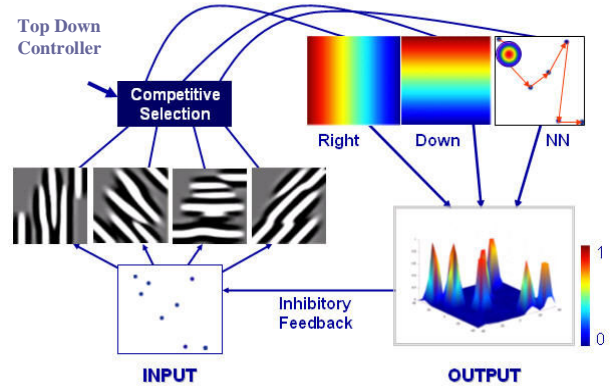 Top Down
Controller
Competitive
Selection
Right
Down
NN
1
0
Inhibitory
Feedback
INPUT
OUTPUT